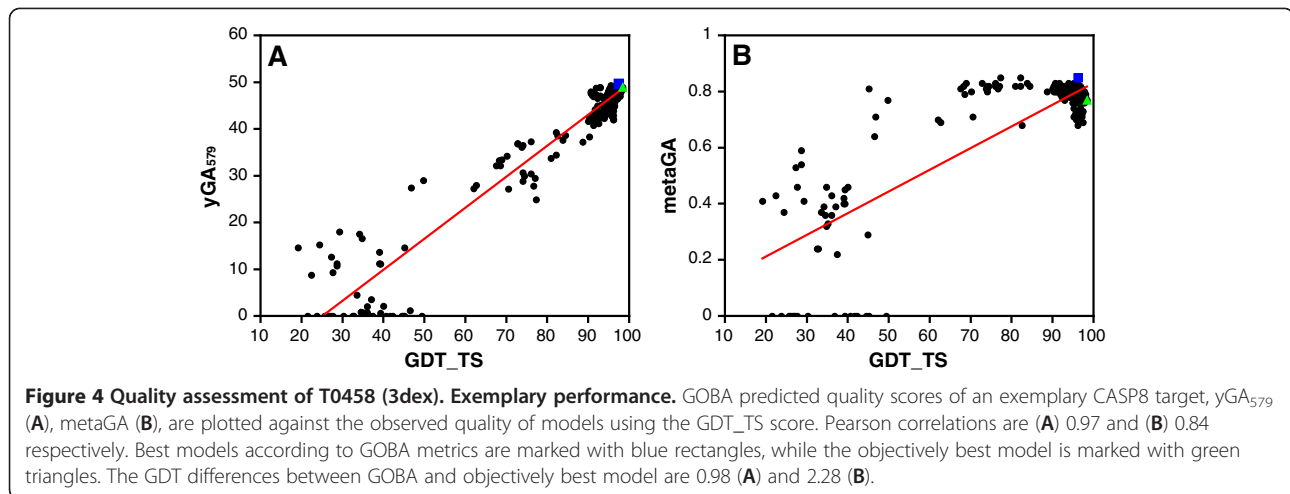 A
60
50
40
30
20
10
0
yGA579
10 20 30 40 50 60 70 80 90 100
GDT_TS
B
1
0.8
0.6
0.4
0.2
0
metaGA
10 20 30 40 50 60 70 80 90 100
GDT_TS
Figure 4 Quality assessment of T0458 (3dex). Exemplary performance. GOBA predicted quality scores of an exemplary CASP8 target, yGA579
(A), metaGA (B), are plotted against the observed quality of models using the GDT_TS score. Pearson correlations are (A) 0.97 and (B) 0.84
respectively. Best models according to GOBA metrics are marked with blue rectangles, while the objectively best model is marked with green
triangles. The GDT differences between GOBA and objectively best model are 0.98 (A) and 2.28 (B).